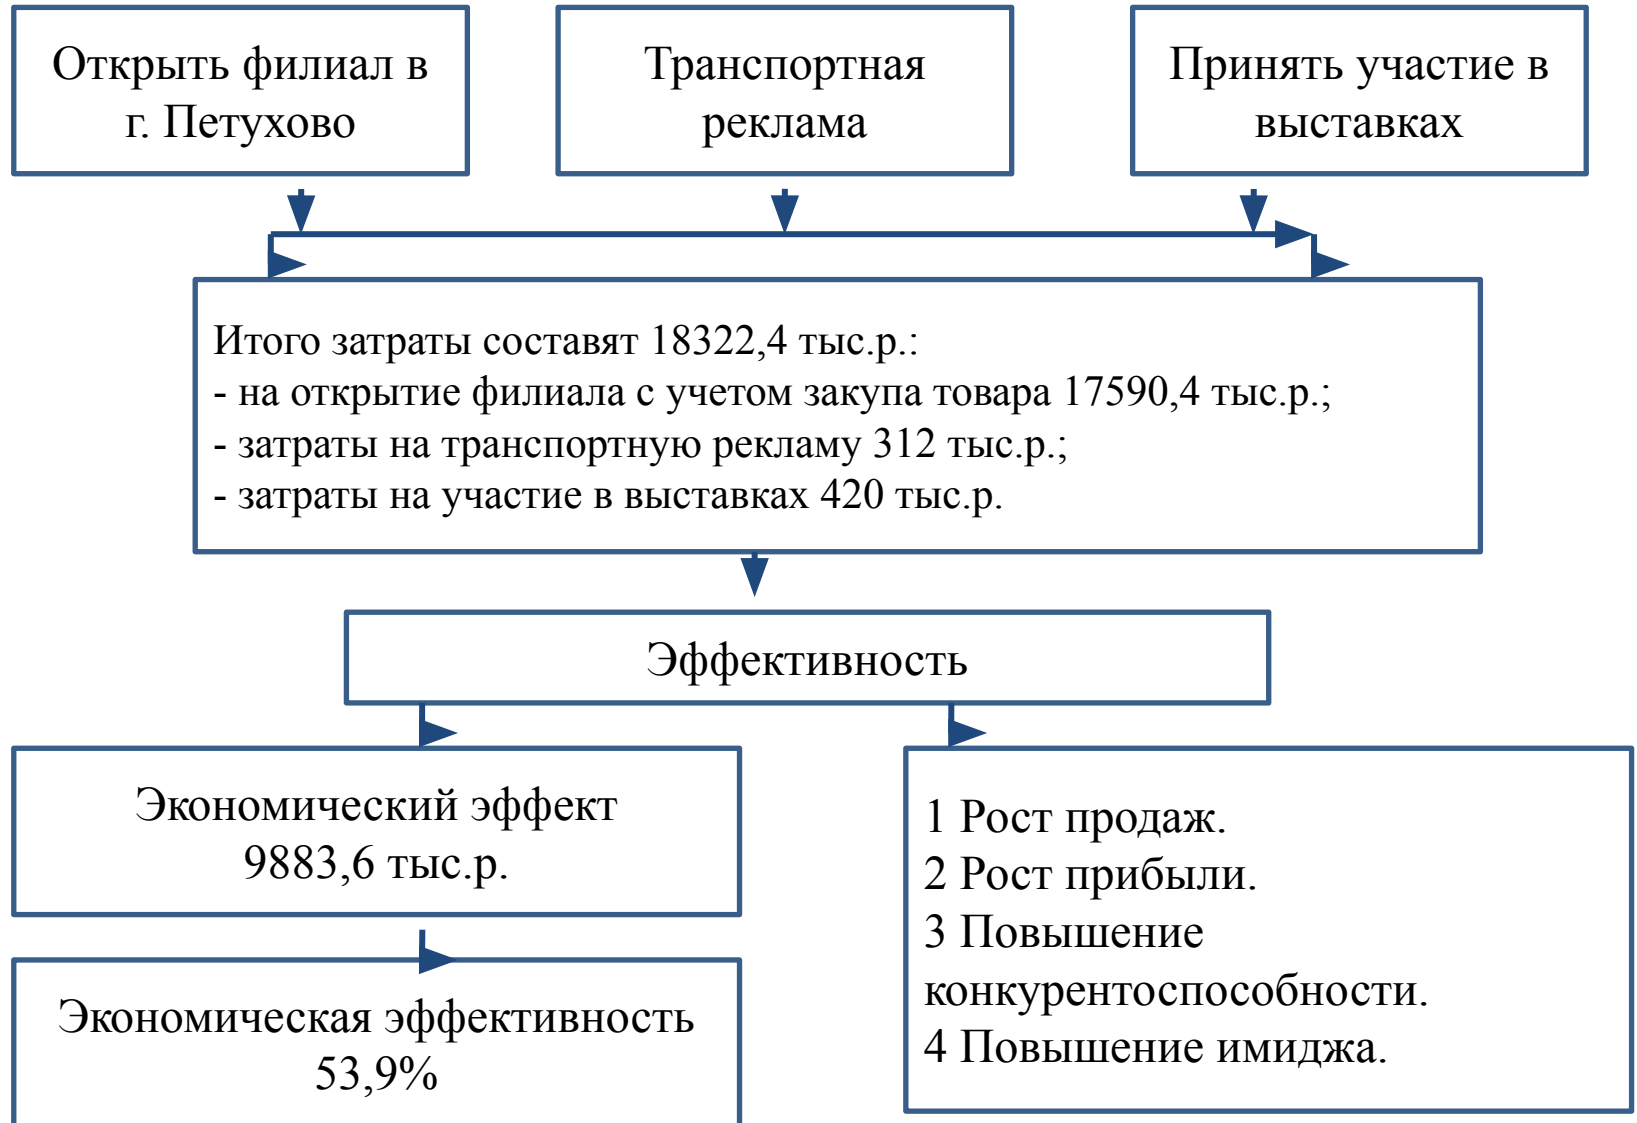 Открыть филиал в
г. Петухово
Транспортная
реклама
Принять участие в
выставках
Итого затраты составят 18322,4 тыс.р.:
- на открытие филиала с учетом закупа товара 17590,4 тыс.р.;
- затраты на транспортную рекламу 312 тыс.р.;
- затраты на участие в выставках 420 тыс.р.
Эффективность
Экономический эффект
9883,6 тыс.р.
Экономическая эффективность
53,9%
1 Рост продаж.
2 Рост прибыли.
3 Повышение
конкурентоспособности.
4 Повышение имиджа.